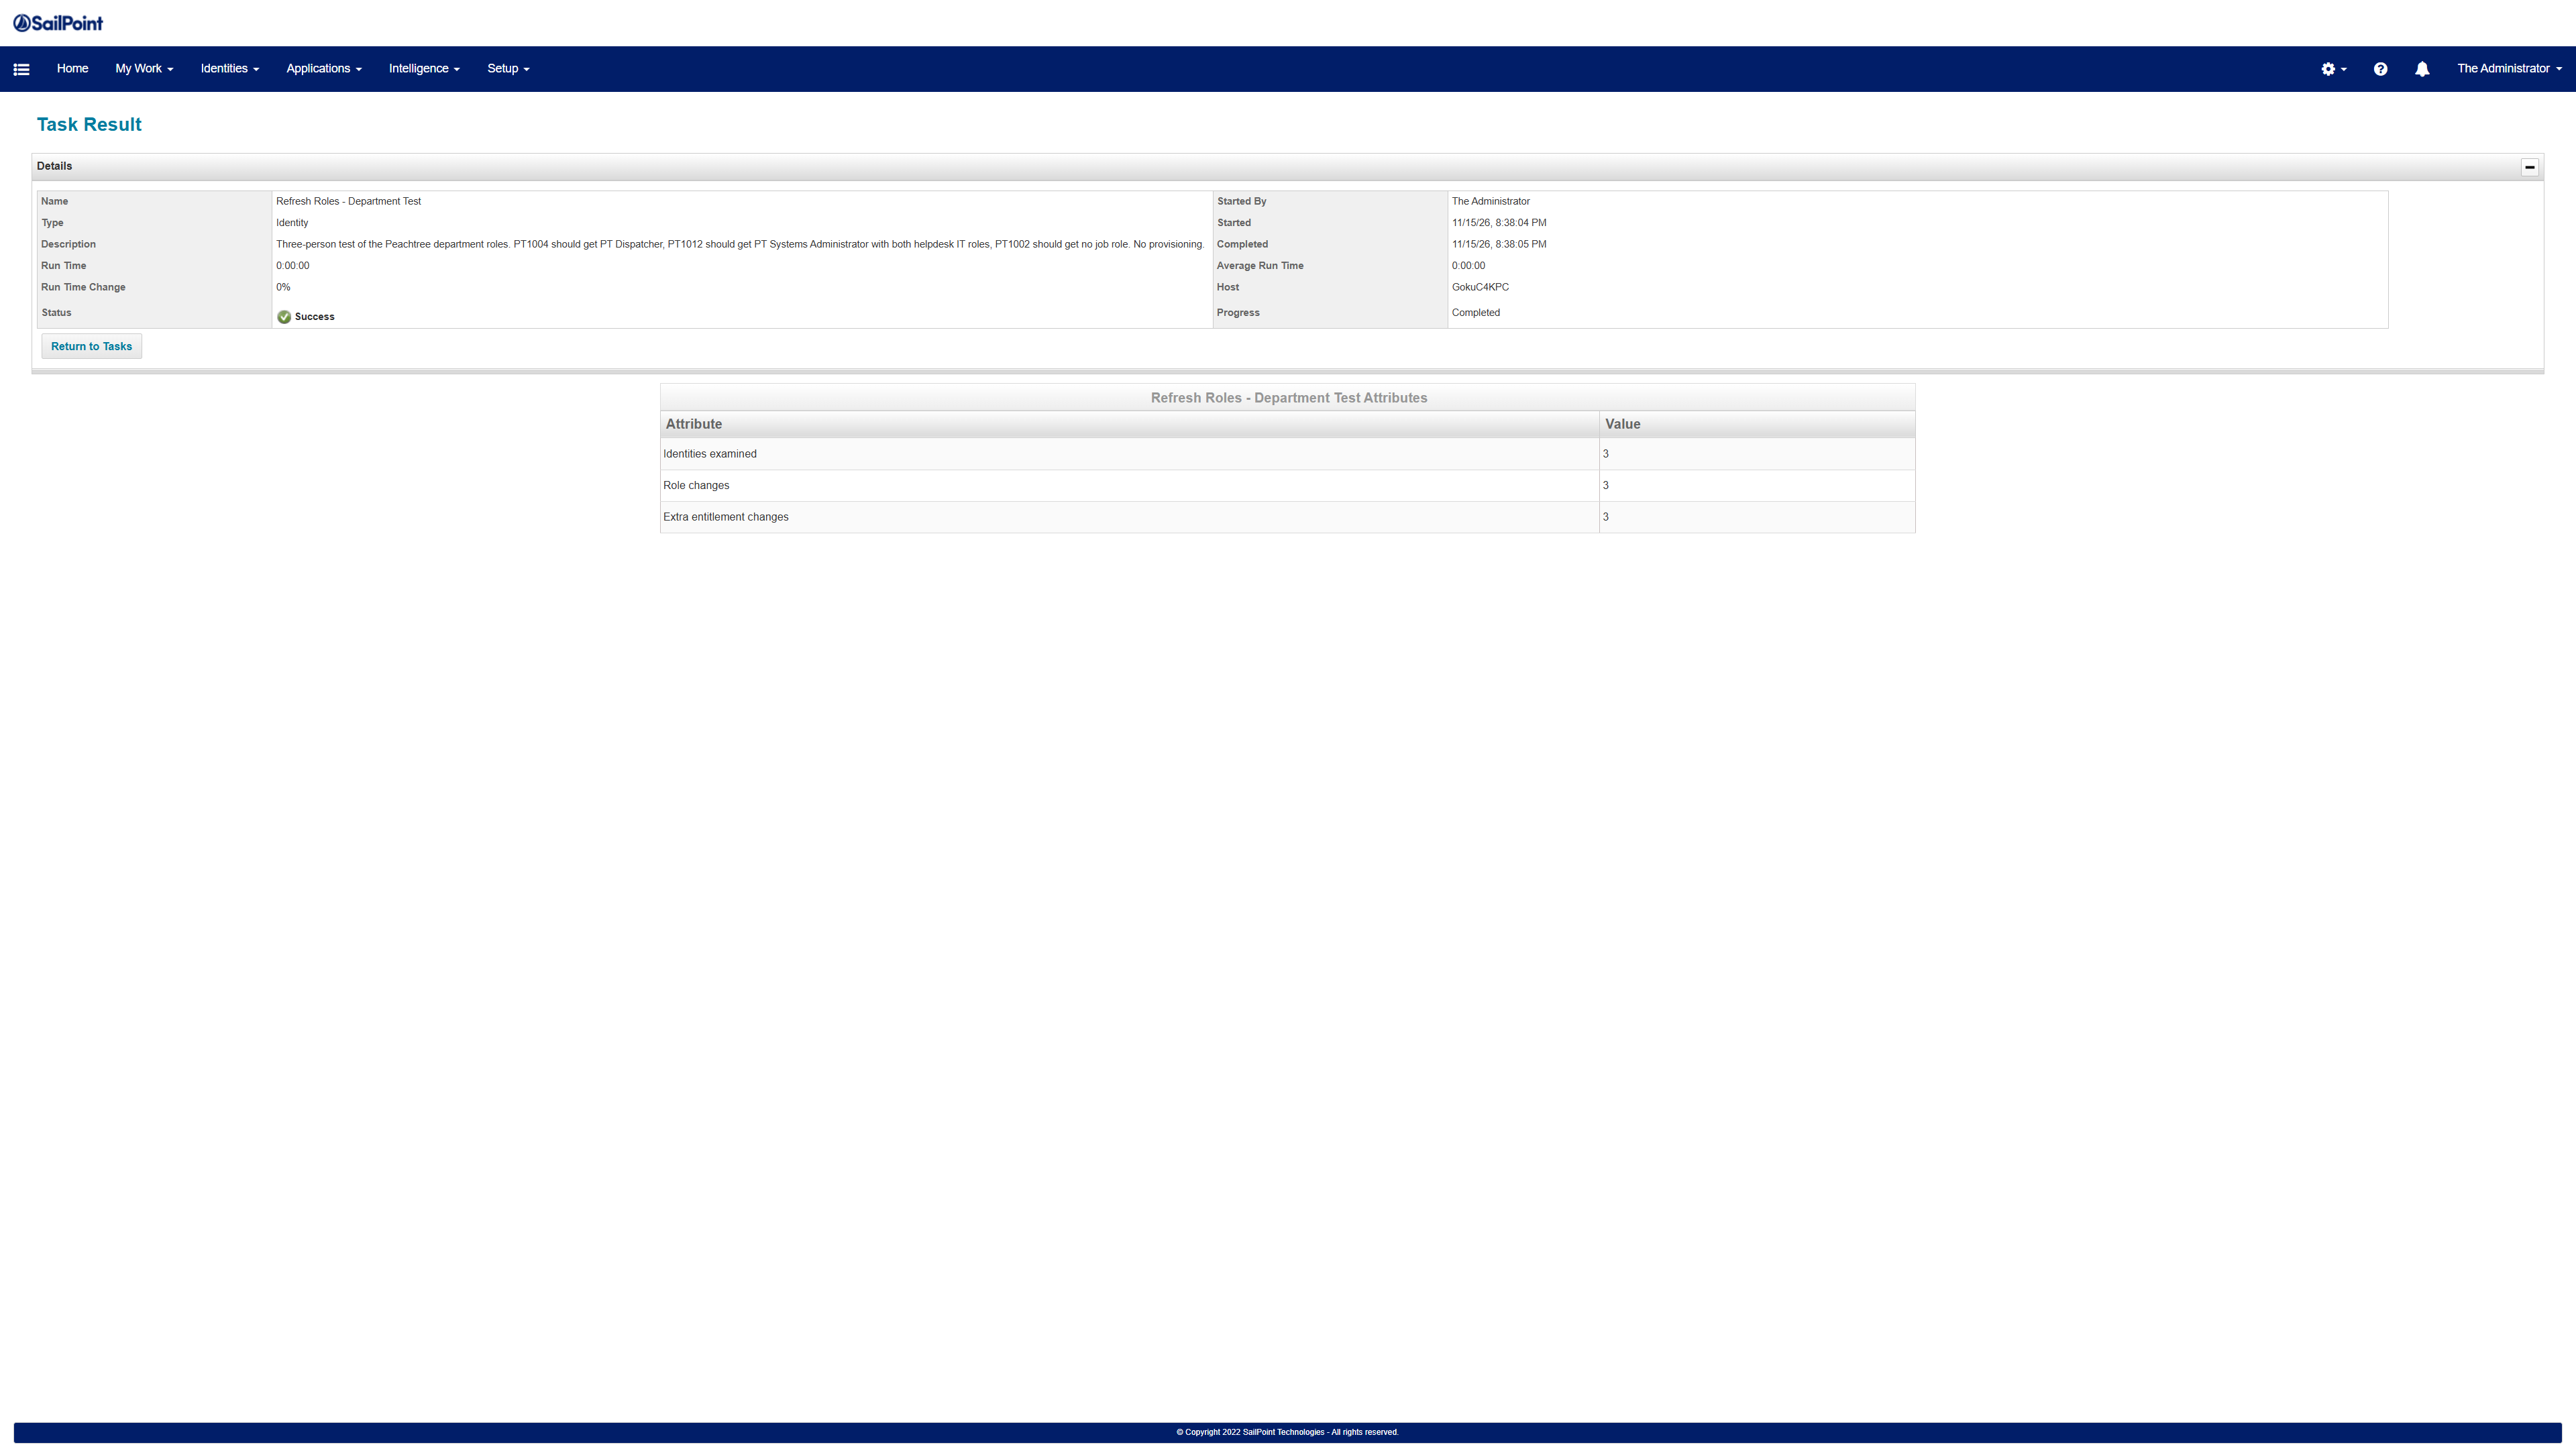 SailPoint
Home My Work Identities Applications Intelligence Setup The Administrator
Task Result
Details
Name Refresh Roles - Department Test Started By The Administrator
Type Identity Started 11/15/26, 8:38:04 PM
Description Three-person test of the Peachtree department roles. PT1004 should get PT Dispatcher, PT1012 should get PT Systems Administrator with both helpdesk IT roles, PT1002 should get no job role. No provisioning. Completed 11/15/26, 8:38:05 PM
Run Time 0:00:00 Average Run Time 0:00:00
Run Time Change 0% Host GokuC4KPC
Status Success Progress Completed
Return to Tasks
Refresh Roles - Department Test Attributes
Attribute Value
Identities examined 3
Role changes 3
Extra entitlement changes 3
© Copyright 2022 SailPoint Technologies - All rights reserved.